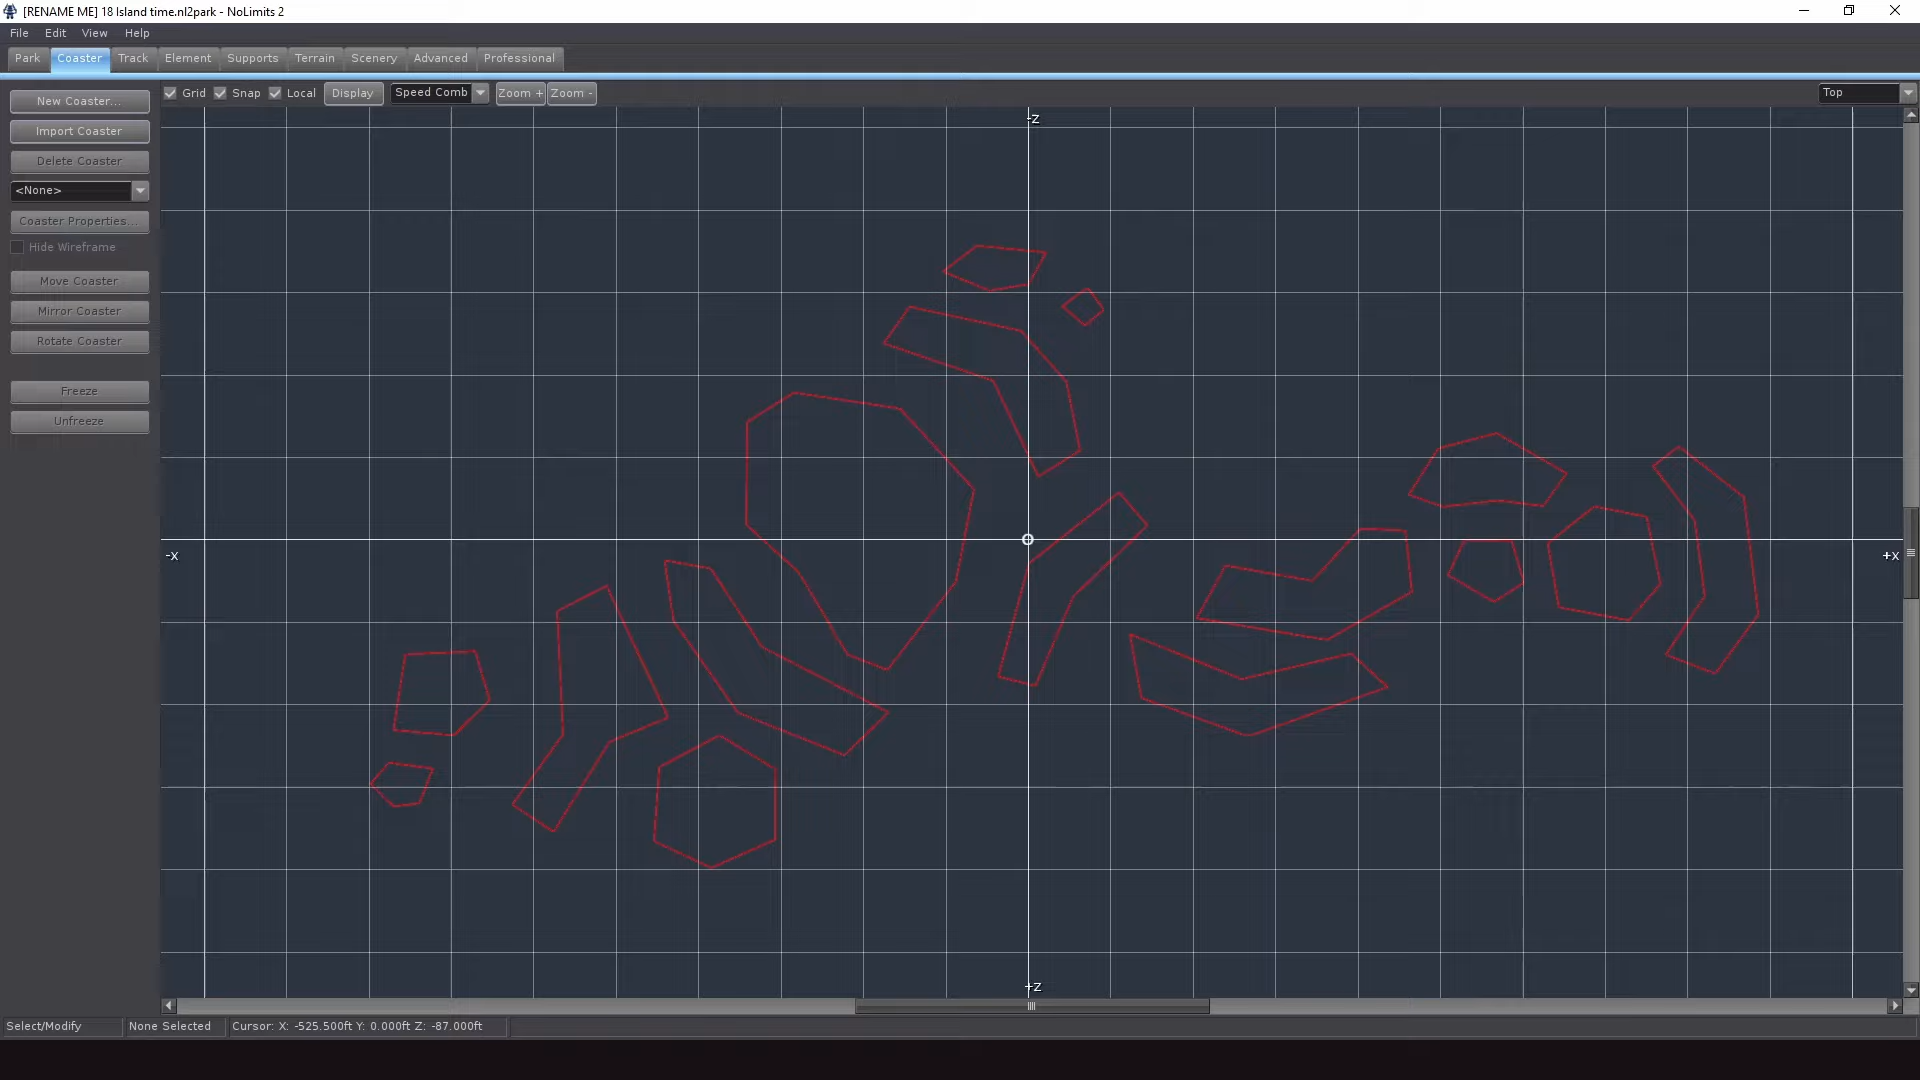 [RENAME ME] 18 Island time.nl2park - NoLimits 2
File Edit View Help
Park Coaster Track Element Supports Terrain Scenery Advanced Professional
Grid Snap Local Display Speed Comb Zoom + Zoom - Top
New Coaster...
Import Coaster
Delete Coaster
<None>
Coaster Properties...
Hide Wireframe
Move Coaster
Mirror Coaster
Rotate Coaster
Freeze
Unfreeze
-Z
-X
+X
+Z
Select/Modify None Selected Cursor: X: -525.500ft Y: 0.000ft Z: -87.000ft